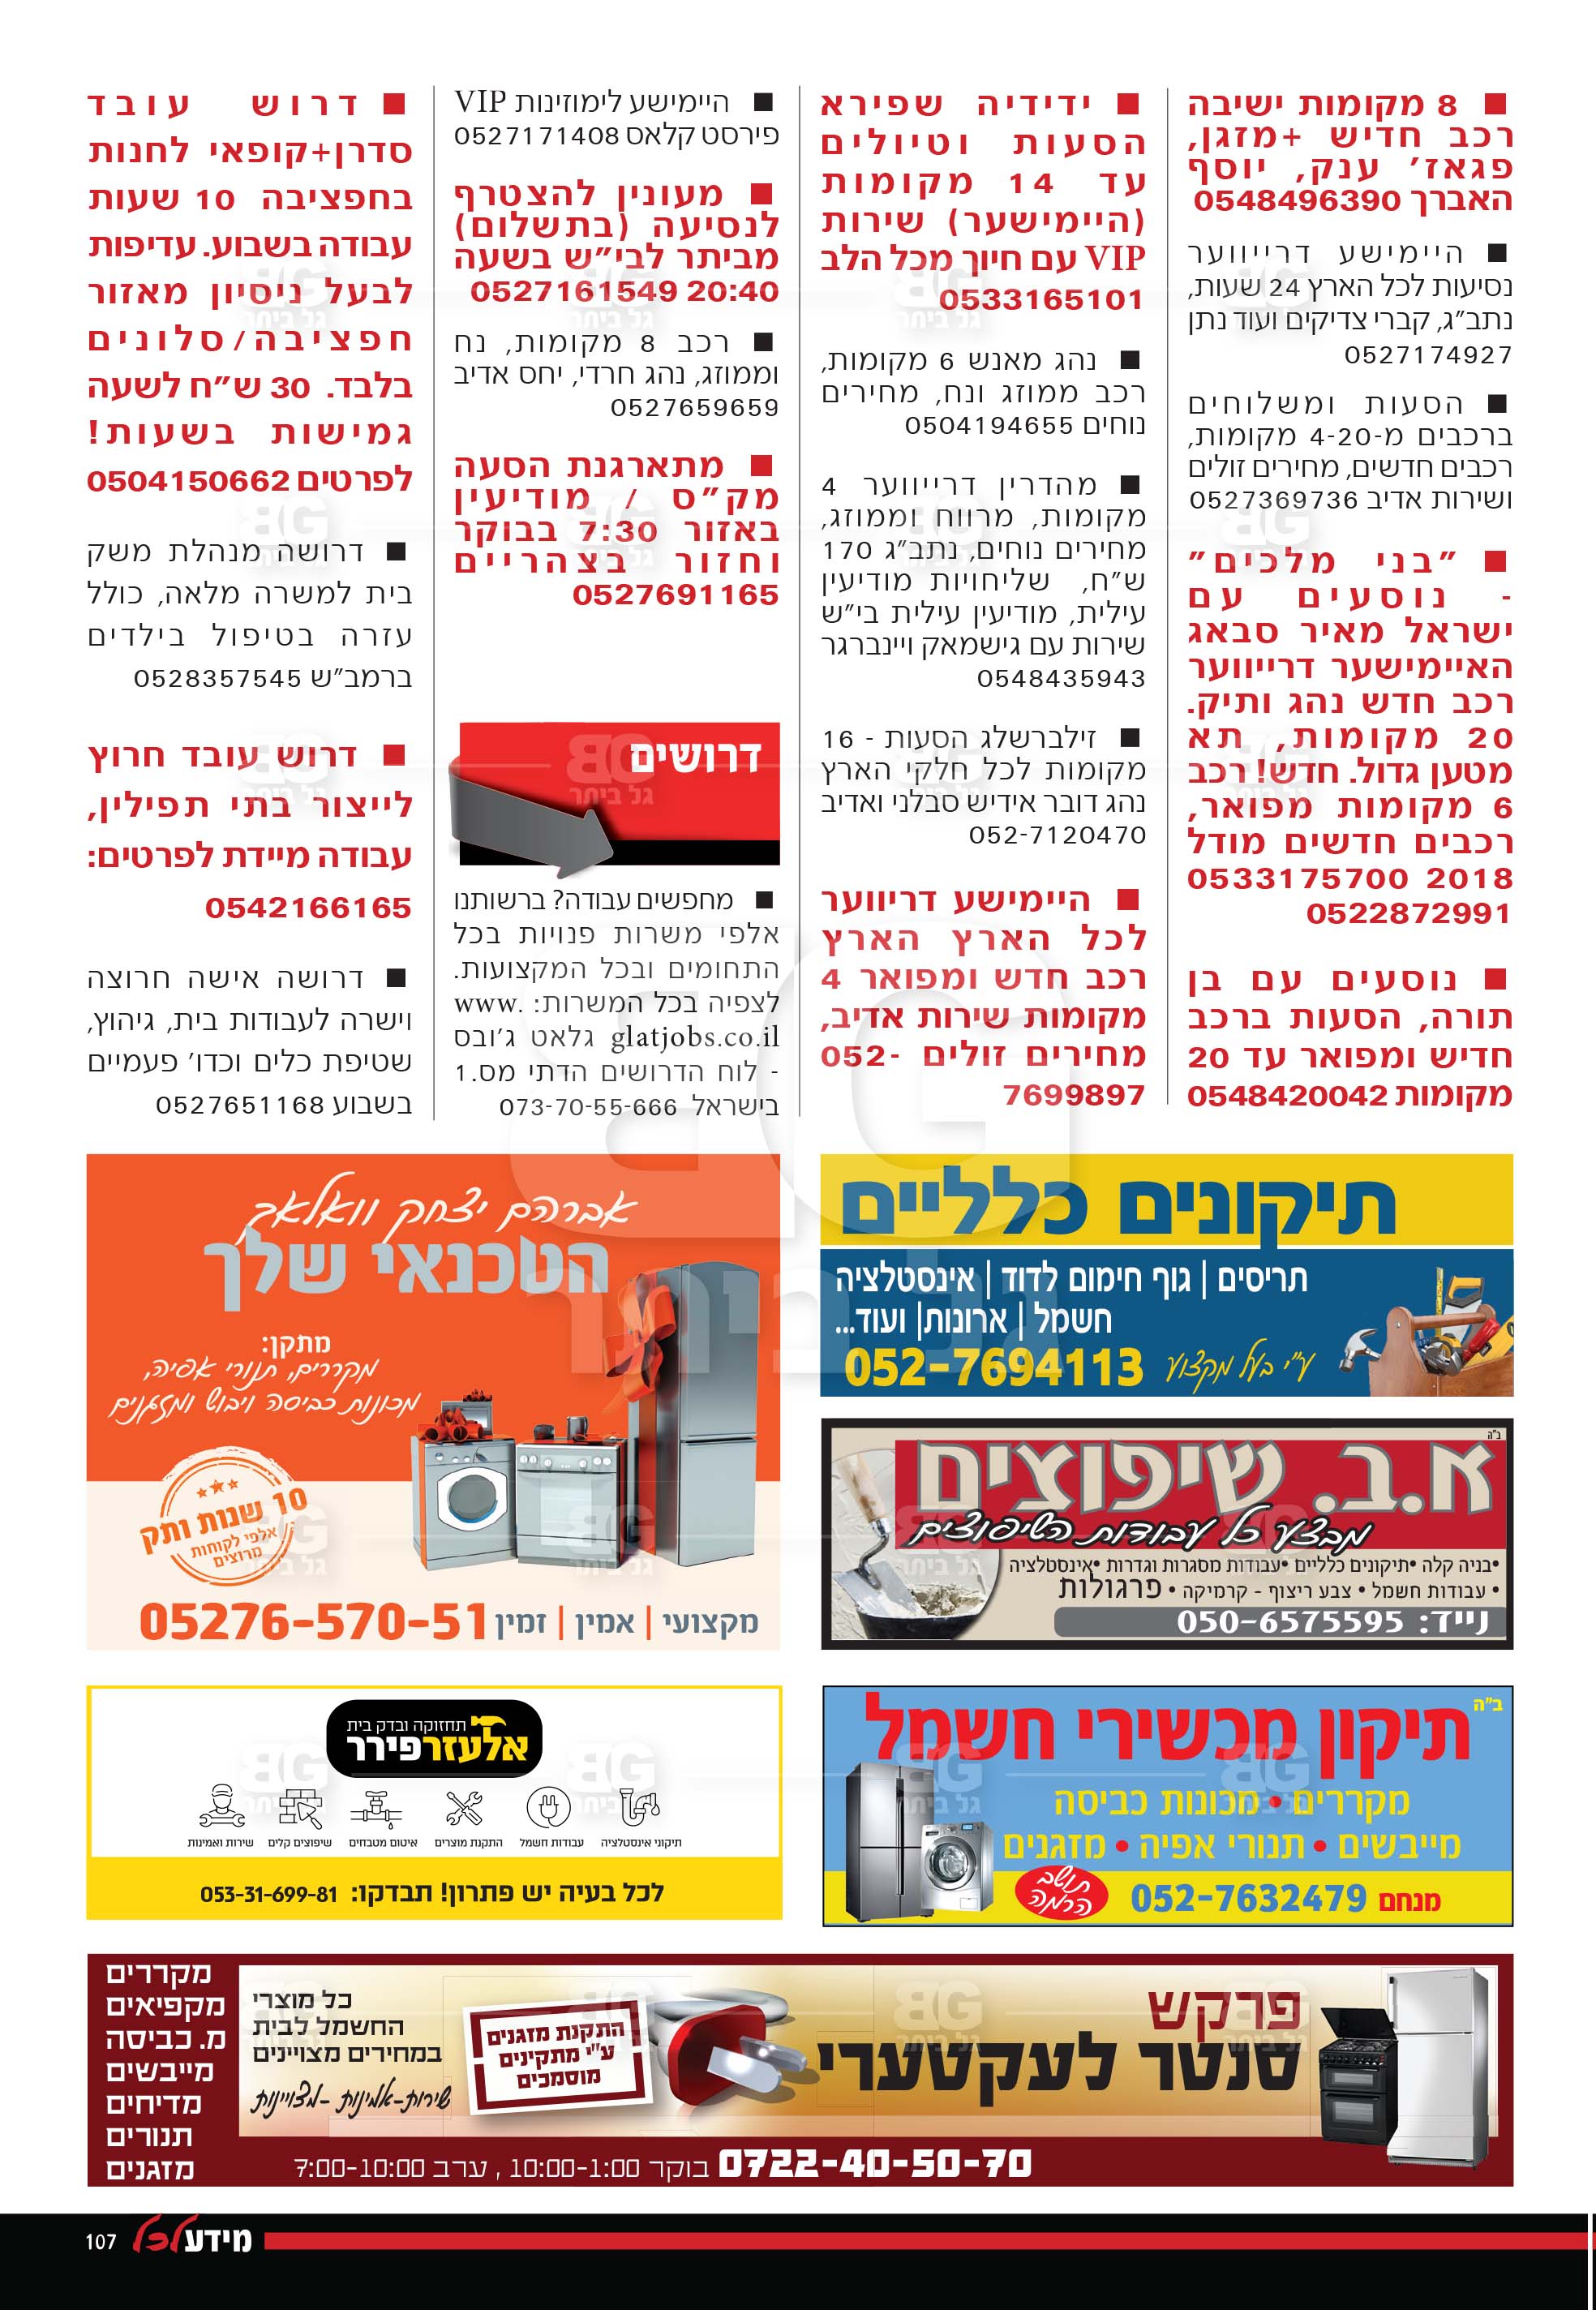 ■ 8 מקומות ישיבה
רכב חדיש +מזגן,
פגאז' ענק, יוסף
האברך 0548496390
■ היימישע דרייווער
נסיעות לכל הארץ 24 שעות,
נתב"ג, קברי צדיקים ועוד נתן
0527174927
■ הסעות ומשלוחים
ברכבים מ-4-20 מקומות,
רכבים חדשים, מחירים זולים
ושירות אדיב 0527369736
■ "בני מלכים"
- נוסעים עם
ישראל מאיר סבאג
האיימישער דרייווער
רכב חדש נהג ותיק.
20 מקומות, תא
מטען גדול. חדש! רכב
6 מקומות מפואר,
רכבים חדשים מודל
2018 0533175700
0522872991
■ נוסעים עם בן
תורה, הסעות ברכב
חדיש ומפואר עד 20
מקומות 0548420042
■ ידידיה שפירא
הסעות וטיולים
עד 14 מקומות
(היימישער) שירות
VIP עם חיוך מכל הלב
0533165101
■ נהג מאנש 6 מקומות,
רכב ממוזג ונח, מחירים
נוחים 0504194655
■ מהדרין דרייווער 4
מקומות, מרווח וממוזג,
מחירים נוחים, נתב"ג 170
ש"ח, שליחויות מודיעין
עילית, מודיעין עילית בי"ש
שירות עם גישמאק ויינברגר
0548435943
■ זילברשלג הסעות - 16
מקומות לכל חלקי הארץ
נהג דובר אידיש סבלני ואדיב
052-7120470
■ היימישע דריווער
לכל הארץ הארץ
רכב חדש ומפואר 4
מקומות שירות אדיב,
מחירים זולים 052-
7699897
■ היימישע לימוזינות VIP
פירסט קלאס 0527171408
■ מעונין להצטרף
לנסיעה (בתשלום)
מביתר לבי"ש בשעה
20:40 0527161549
■ רכב 8 מקומות, נח
וממוזג, נהג חרדי, יחס אדיב
0527659659
■ מתארגנת הסעה
מק"ס / מודיעין
באזור 7:30 בבוקר
וחזור בצהריים
0527691165
דרושים
■ מחפשים עבודה? ברשותנו
אלפי משרות פנויות בכל
התחומים ובכל המקצועות.
לצפיה בכל המשרות: www.
glatjobs.co.il גלאט ג'ובס
- לוח הדרושים הדתי מס.1
בישראל 073-70-55-666
■ דרוש עובד
סדרן+קופאי לחנות
בחפציבה 10 שעות
עבודה בשבוע. עדיפות
לבעל ניסיון מאזור
חפציבה/סלונים
בלבד. 30 ש"ח לשעה
גמישות בשעות!
לפרטים 0504150662
■ דרושה מנהלת משק
בית למשרה מלאה, כולל
עזרה בטיפול בילדים
ברמב"ש 0528357545
■ דרוש עובד חרוץ
לייצור בתי תפילין,
עבודה מיידת לפרטים:
0542166165
■ דרושה אישה חרוצה
וישרה לעבודות בית, גיהוץ,
שטיפת כלים וכדו' פעמיים
בשבוע 0527651168
תיקונים כלליים
תריסים | גוף חימום לדוד | אינסטלציה
חשמל | ארונות| ועוד...
ע"י בעל מקצוע 052-7694113
אברהם יצחק וואלאך
הטכנאי שלך
מתקן:
מקררים, תנורי אפיה,
מכונות כביסה ויבוש ומזגנים
10 שנות ותק
אלפי לקוחות
מרוצים
מקצועי | אמין | זמין 05276-570-51
ב"ה
א.ב. שיפוצים
מבצע כל עבודות השיפוצים
•בניה קלה •תיקונים כלליים •עבודות מסגרות וגדרות •אינסטלציה
• עבודות חשמל • צבע ריצוף - קרמיקה • פרגולות
נייד: 050-6575595
ב"ה
תיקון מכשירי חשמל
מקררים • מכונות כביסה
מייבשים • תנורי אפיה • מזגנים
מנחם 052-7632479
תושב
הרמה
תחזוקה ובדק בית
אלעזר פירר
תיקוני אינסטלציה
עבודות חשמל
התקנת מוצרים
איטום מטבחים
שיפוצים קלים
שירות ואמינות
לכל בעיה יש פתרון! תבדקו: 053-31-699-81
פרקש
סנטר לעקטערי
התקנת מזגנים
ע"י מתקינים
מוסמכים
כל מוצרי
החשמל לבית
במחירים מצויינים
שירות-אמינות-מצויינות
מקררים
מקפיאים
מ. כביסה
מייבשים
מדיחים
תנורים
מזגנים
0722-40-50-70 בוקר 10:00-1:00 , ערב 7:00-10:00
מידע לכל
107
BG
גל ביתר